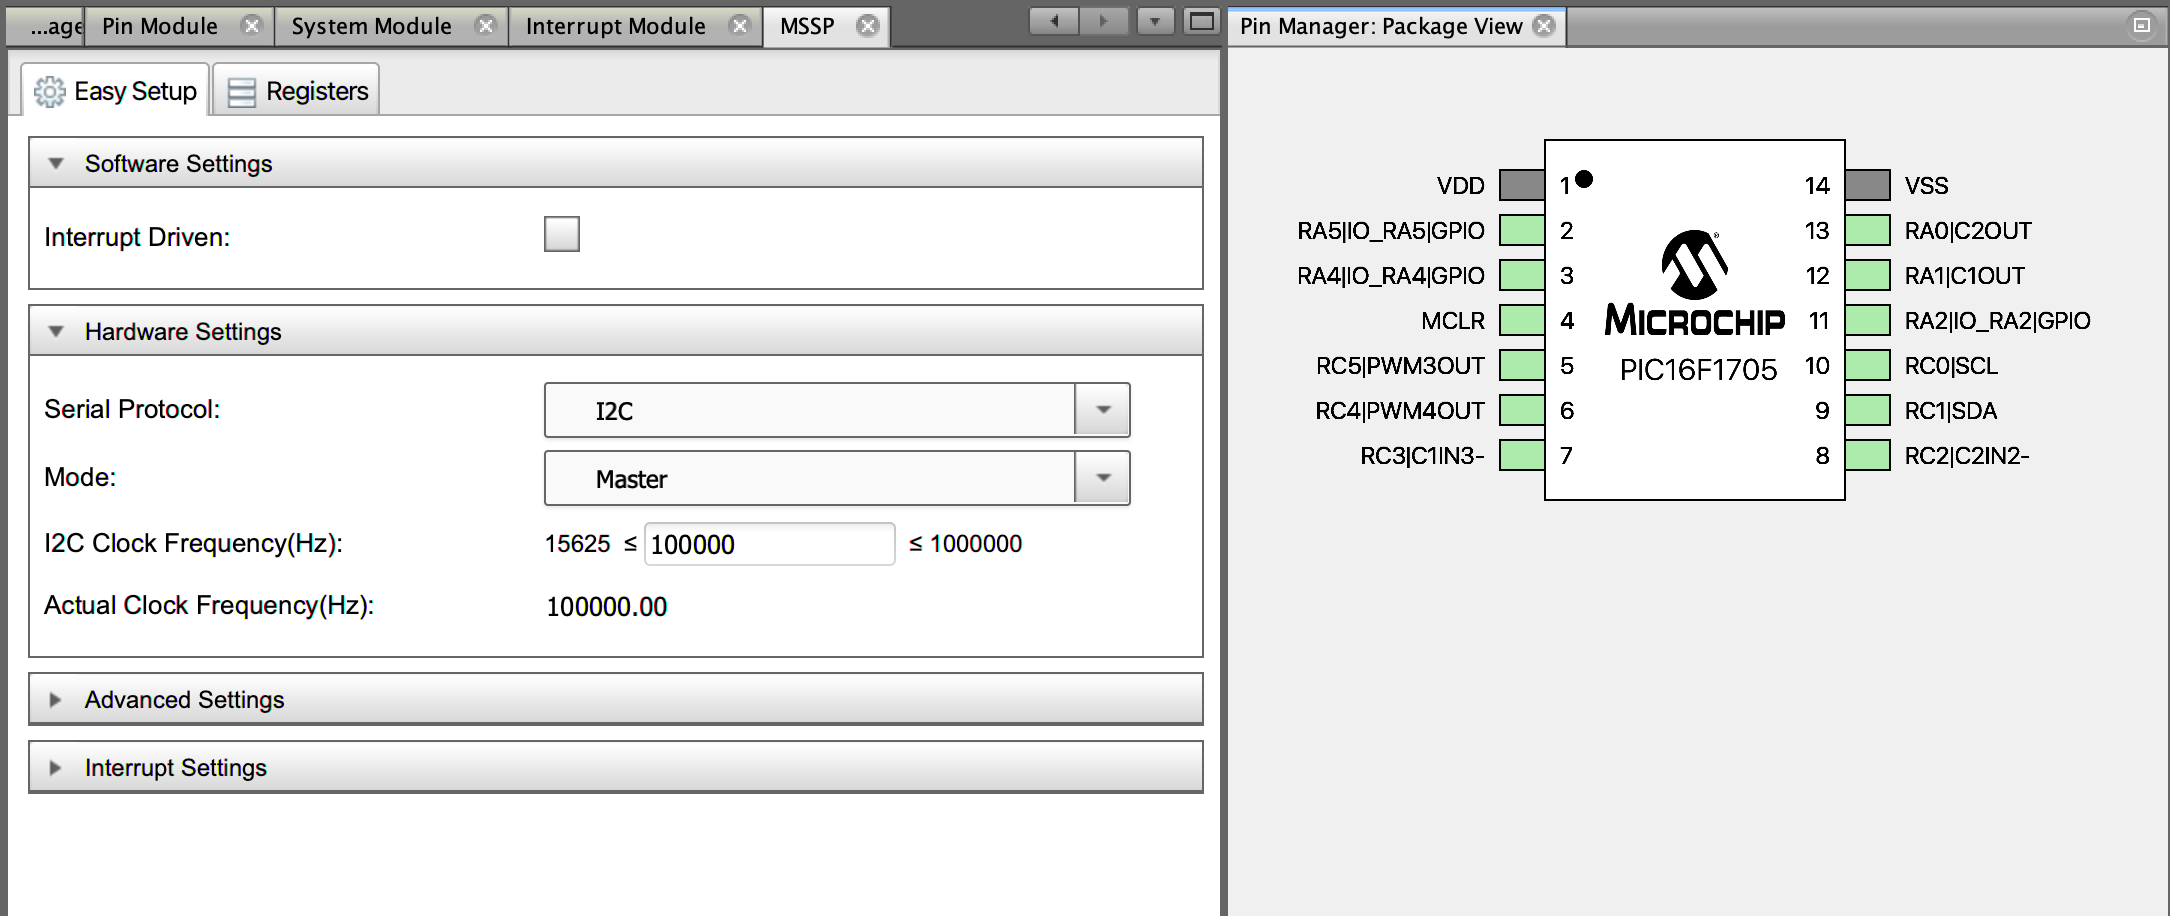 ...age
Pin Module
System Module
Interrupt Module
MSSP
Pin Manager: Package View
Easy Setup
Registers
Software Settings
Interrupt Driven:
Hardware Settings
Serial Protocol:
I2C
Mode:
Master
I2C Clock Frequency(Hz):
15625 ≤ 100000 ≤ 1000000
Actual Clock Frequency(Hz):
100000.00
Advanced Settings
Interrupt Settings
VDD 1 14 VSS
RA5|IO_RA5|GPIO 2 13 RA0|C2OUT
RA4|IO_RA4|GPIO 3 12 RA1|C1OUT
MCLR 4 MICROCHIP 11 RA2|IO_RA2|GPIO
RC5|PWM3OUT 5 PIC16F1705 10 RC0|SCL
RC4|PWM4OUT 6 9 RC1|SDA
RC3|C1IN3- 7 8 RC2|C2IN2-